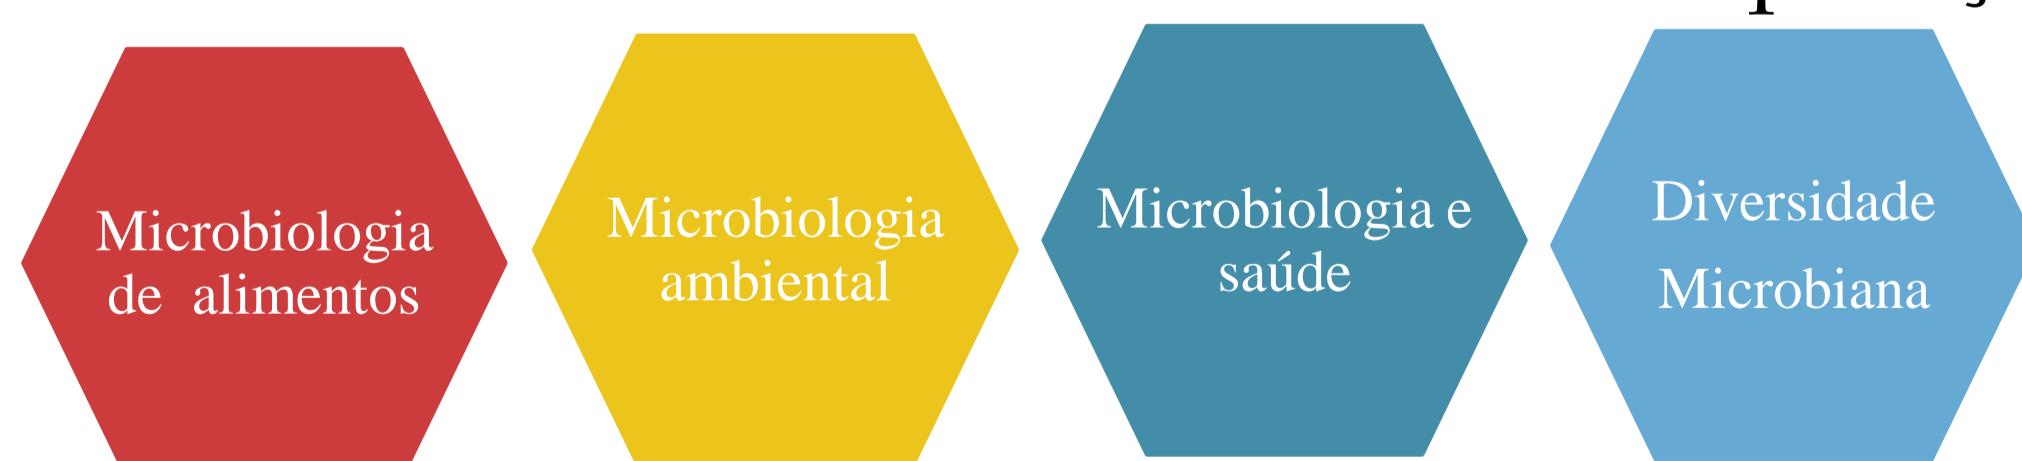 Microbiologia
de alimentos
Microbiologia
ambiental
Microbiologia e
saúde
Diversidade
Microbiana